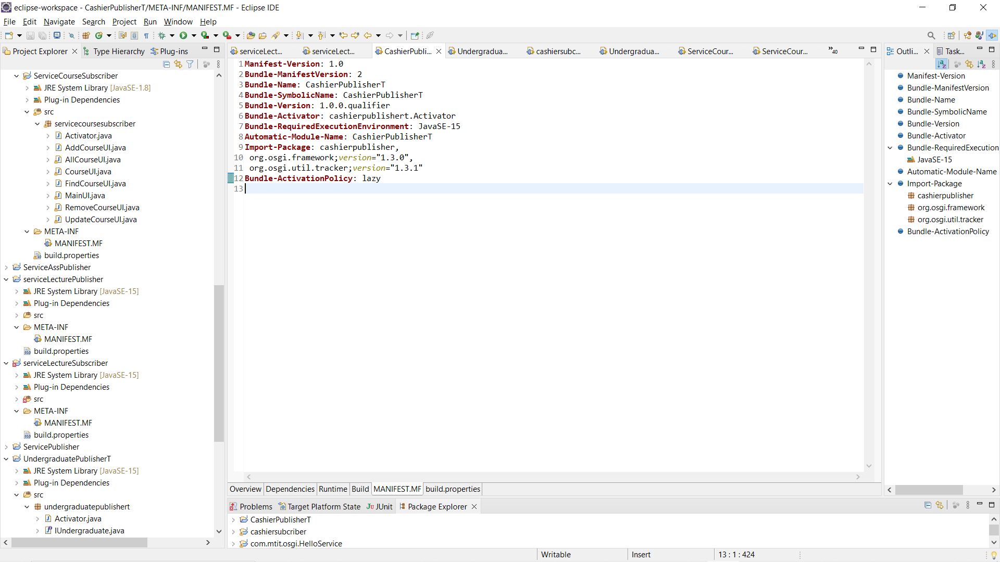 eclipse-workspace - CashierPublisherT/META-INF/MANIFEST.MF - Eclipse IDE
File Edit Navigate Search Project Run Window Help
Project Explorer Type Hierarchy Plug-ins
ServiceCourseSubscriber
JRE System Library [JavaSE-1.8]
Plug-in Dependencies
src
servicecoursesubscriber
Activator.java
AddCourseUI.java
AllCourseUI.java
CourseUI.java
FindCourseUI.java
MainUI.java
RemoveCourseUI.java
UpdateCourseUI.java
META-INF
MANIFEST.MF
build.properties
ServiceAssPublisher
serviceLecturePublisher
JRE System Library [JavaSE-15]
Plug-in Dependencies
src
META-INF
MANIFEST.MF
build.properties
serviceLectureSubscriber
JRE System Library [JavaSE-15]
Plug-in Dependencies
src
META-INF
MANIFEST.MF
build.properties
ServicePublisher
UndergraduatePublisherT
JRE System Library [JavaSE-15]
Plug-in Dependencies
src
undergraduatepublishert
Activator.java
IUndergraduate.java
serviceLect... serviceLect... CashierPubli... Undergradua... cashiersubc... Undergradua... ServiceCour... ServiceCour... »40
1 Manifest-Version: 1.0
2 Bundle-ManifestVersion: 2
3 Bundle-Name: CashierPublisherT
4 Bundle-SymbolicName: CashierPublisherT
5 Bundle-Version: 1.0.0.qualifier
6 Bundle-Activator: cashierpublishert.Activator
7 Bundle-RequiredExecutionEnvironment: JavaSE-15
8 Automatic-Module-Name: CashierPublisherT
9 Import-Package: cashierpublisher,
10 org.osgi.framework;version="1.3.0",
11 org.osgi.util.tracker;version="1.3.1"
12 Bundle-ActivationPolicy: lazy
13
Overview Dependencies Runtime Build MANIFEST.MF build.properties
Problems Target Platform State JUnit Package Explorer
CashierPublisherT
cashiersubcriber
com.mtit.osgi.HelloService
Outli... Task...
Manifest-Version
Bundle-ManifestVersion
Bundle-Name
Bundle-SymbolicName
Bundle-Version
Bundle-Activator
Bundle-RequiredExecution
JavaSE-15
Automatic-Module-Name
Import-Package
cashierpublisher
org.osgi.framework
org.osgi.util.tracker
Bundle-ActivationPolicy
Writable Insert 13 : 1 : 424